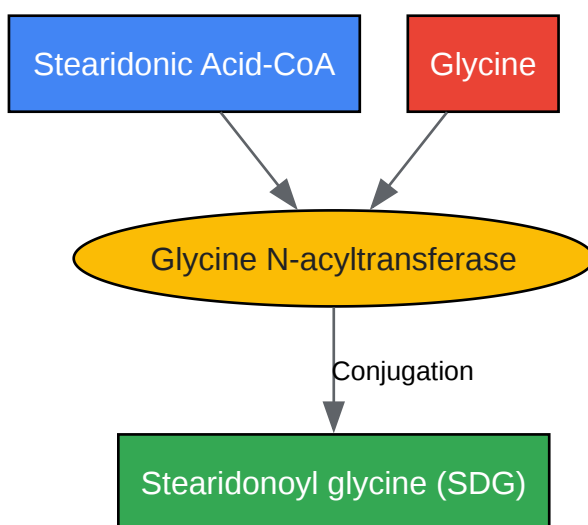 Stearidonic Acid-CoA
Glycine
Glycine N-acyltransferase
Conjugation
Stearidonoyl glycine (SDG)